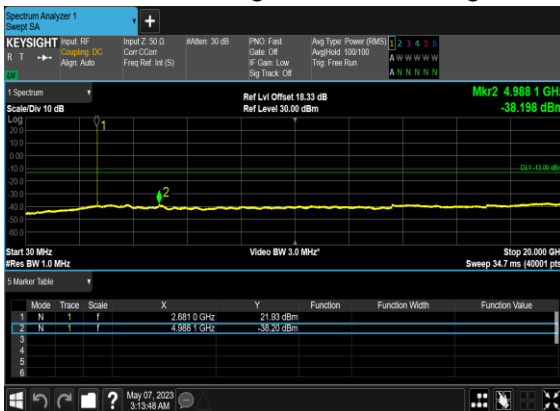 Spectrum Analyzer 1
Swept SA
KEYSIGHT Input: RF Input Z: 50 Ω #Atten: 30 dB PNO: Fast Avg Type: Power (RMS) 1 2 3 4 5 6
R T Coupling: DC Corr CCorr Gate: Off Avg|Hold: 100/100 A W W W W W
Align: Auto Freq Ref: Int (S) IF Gain: Low Trig: Free Run
Sig Track: Off A N N N N N
LV
1 Spectrum
Ref Lvl Offset 18.33 dB Mkr2 4.988 1 GHz
Scale/Div 10 dB Ref Level 30.00 dBm -38.198 dBm
Log
20.0
10.0
0.00
-10.0
-20.0
-30.0
-40.0
-50.0
-60.0
1
2
DL1 -13.00 dBm
Start 30 MHz Video BW 3.0 MHz* Stop 20.000 GHz
#Res BW 1.0 MHz Sweep 34.7 ms (40001 pts)
5 Marker Table
Mode Trace Scale X Y Function Function Width Function Value
1 N 1 f 2.681 0 GHz 21.93 dBm
2 N 1 f 4.988 1 GHz -38.20 dBm
3
4
5
6
?
May 07, 2023
3:13:48 AM